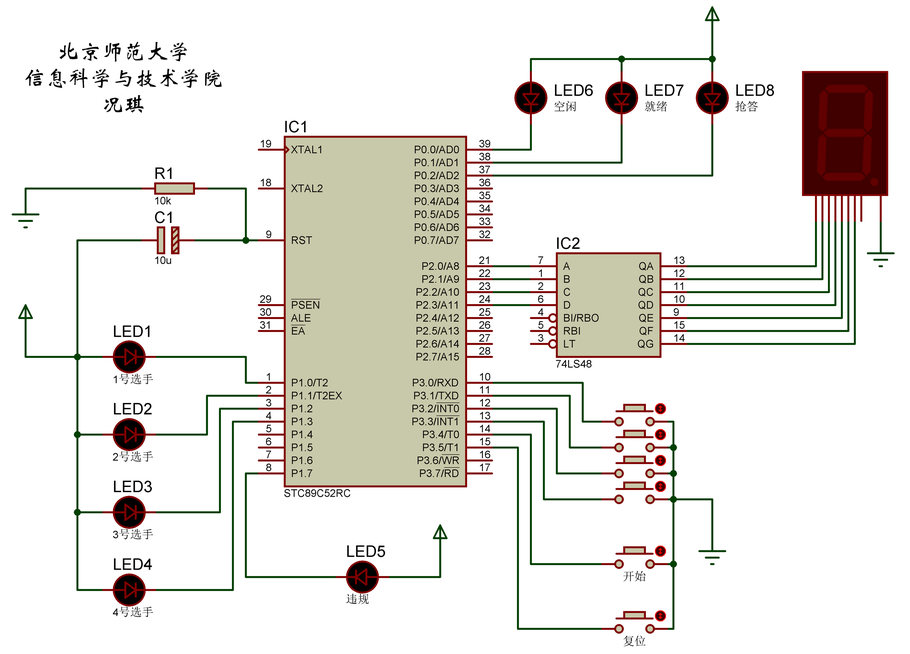 北京师范大学
信息科学与技术学院
况琪
IC1
19 XTAL1
18 XTAL2
9 RST
29 PSEN
30 ALE
31 EA
1 P1.0/T2
2 P1.1/T2EX
3 P1.2
4 P1.3
5 P1.4
6 P1.5
7 P1.6
8 P1.7
P0.0/AD0 39
P0.1/AD1 38
P0.2/AD2 37
P0.3/AD3 36
P0.4/AD4 35
P0.5/AD5 34
P0.6/AD6 33
P0.7/AD7 32
P2.0/A8 21
P2.1/A9 22
P2.2/A10 23
P2.3/A11 24
P2.4/A12 25
P2.5/A13 26
P2.6/A14 27
P2.7/A15 28
P3.0/RXD 10
P3.1/TXD 11
P3.2/INT0 12
P3.3/INT1 13
P3.4/T0 14
P3.5/T1 15
P3.6/WR 16
P3.7/RD 17
STC89C52RC
R1
10k
C1
10u
LED1
1号选手
LED2
2号选手
LED3
3号选手
LED4
4号选手
LED5
违规
LED6
空闲
LED7
就绪
LED8
抢答
IC2
7 A QA 13
1 B QB 12
2 C QC 11
6 D QD 10
4 BI/RBO QE 9
5 RBI QF 15
3 LT QG 14
74LS48
开始
复位